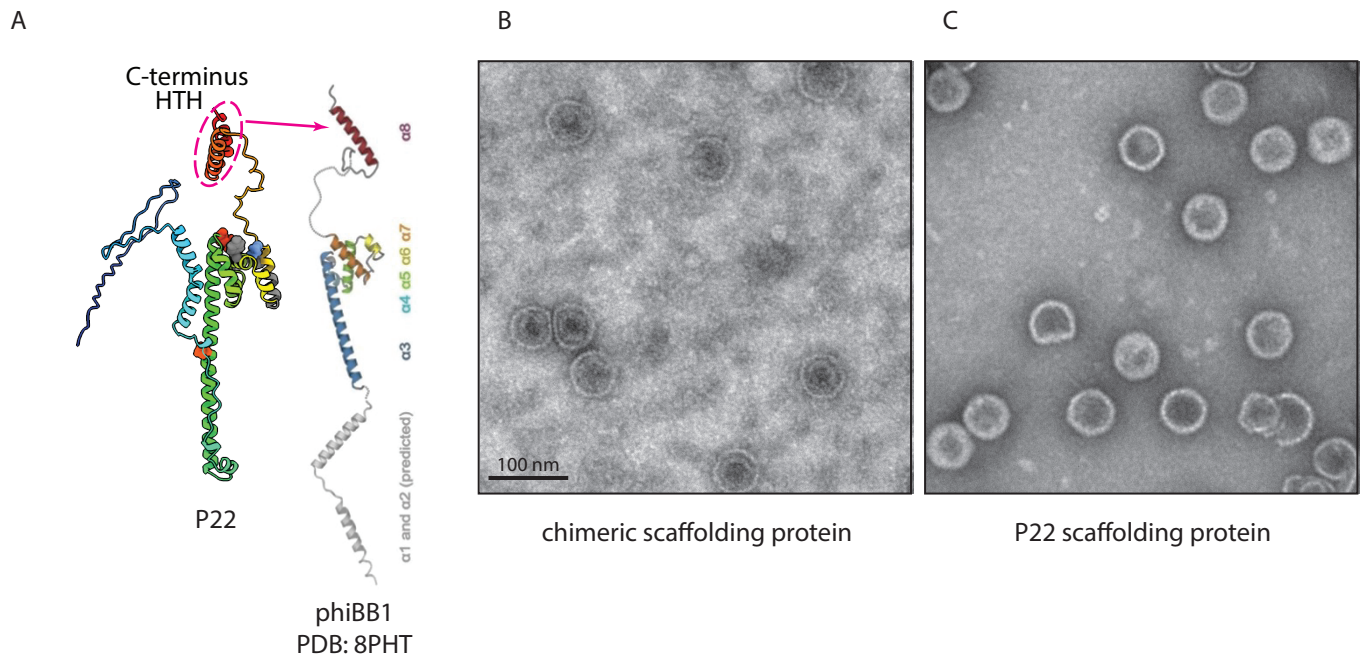 A
B
C
C-terminus
HTH
α8
α7
α6
α5
α4
α3
α1 and α2 (predicted)
P22
phiBB1
PDB: 8PHT
100 nm
chimeric scaffolding protein
P22 scaffolding protein